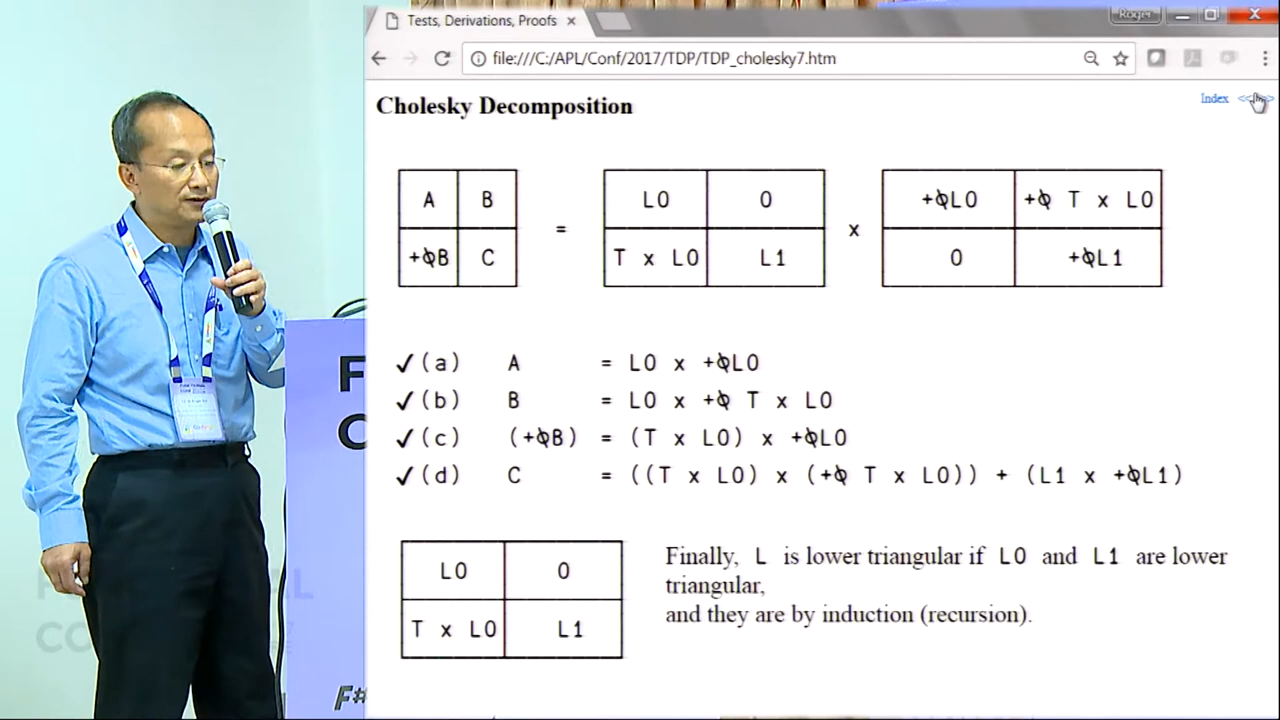 Tests, Derivations, Proofs
Roger
file:///C:/APL/Conf/2017/TDP/TDP_cholesky7.htm
Index <<
Cholesky Decomposition
A B = L0 0 x +⍉L0 +⍉ T x L0
+⍉B C T x L0 L1 0 +⍉L1
✓(a) A = L0 x +⍉L0
✓(b) B = L0 x +⍉ T x L0
✓(c) (+⍉B) = (T x L0) x +⍉L0
✓(d) C = ((T x L0) x (+⍉ T x L0)) + (L1 x +⍉L1)
L0 0
T x L0 L1
Finally, L is lower triangular if L0 and L1 are lower
triangular,
and they are by induction (recursion).
F#